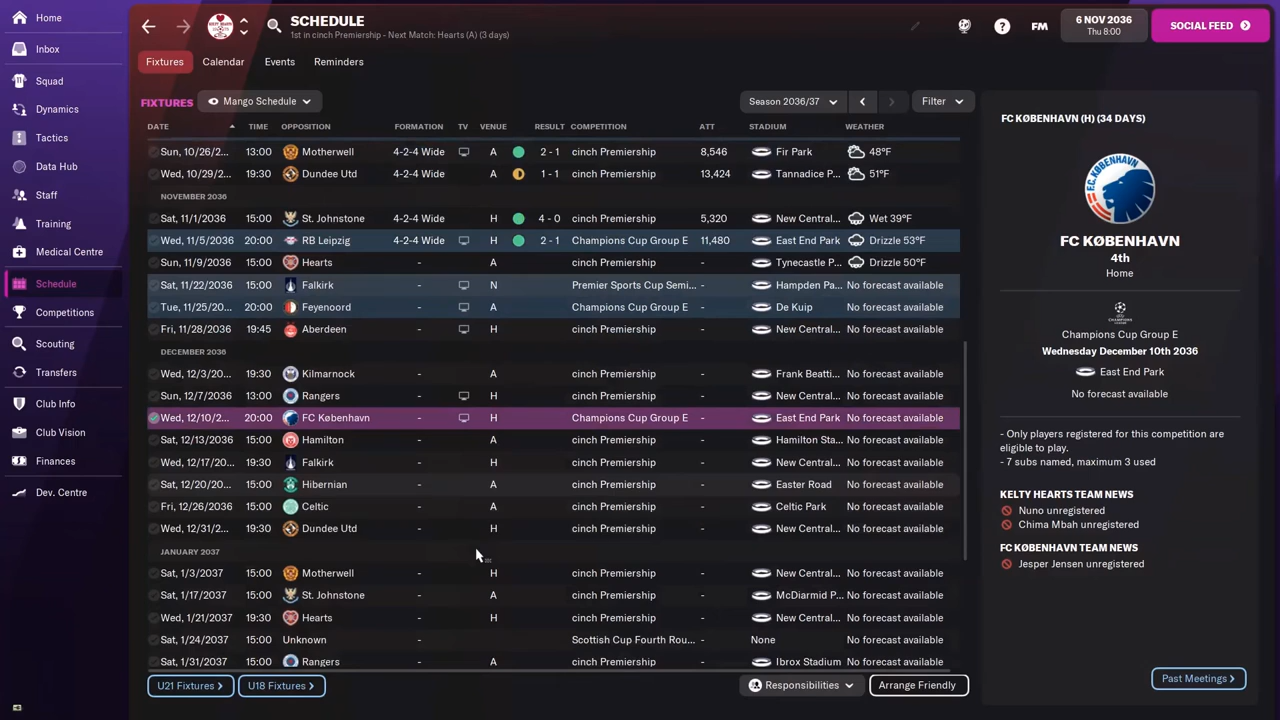 Home
Inbox
Squad
Dynamics
Tactics
Data Hub
Staff
Training
Medical Centre
Schedule
Competitions
Scouting
Transfers
Club Info
Club Vision
Finances
Dev. Centre
SCHEDULE
1st in cinch Premiership - Next Match: Hearts (A) (3 days)
? FM
6 NOV 2036
Thu 8:00
SOCIAL FEED
Fixtures Calendar Events Reminders
FIXTURES Mango Schedule Season 2036/37 Filter
DATE TIME OPPOSITION FORMATION TV VENUE RESULT COMPETITION ATT STADIUM WEATHER
Sun, 10/26/2... 13:00 Motherwell 4-2-4 Wide A 2 - 1 cinch Premiership 8,546 Fir Park 48°F
Wed, 10/29/2... 19:30 Dundee Utd 4-2-4 Wide A 1 - 1 cinch Premiership 13,424 Tannadice P... 51°F
NOVEMBER 2036
Sat, 11/1/2036 15:00 St. Johnstone 4-2-4 Wide H 4 - 0 cinch Premiership 5,320 New Central... Wet 39°F
Wed, 11/5/2036 20:00 RB Leipzig 4-2-4 Wide H 2 - 1 Champions Cup Group E 11,480 East End Park Drizzle 53°F
Sun, 11/9/2036 15:00 Hearts - A cinch Premiership - Tynecastle P... Drizzle 50°F
Sat, 11/22/2036 15:00 Falkirk - N Premier Sports Cup Semi... - Hampden Pa... No forecast available
Tue, 11/25/20... 20:00 Feyenoord - A Champions Cup Group E - De Kuip No forecast available
Fri, 11/28/2036 19:45 Aberdeen - H cinch Premiership - New Central... No forecast available
DECEMBER 2036
Wed, 12/3/20... 19:30 Kilmarnock - A cinch Premiership - Frank Beatti... No forecast available
Sun, 12/7/2036 13:00 Rangers - H cinch Premiership - New Central... No forecast available
Wed, 12/10/2... 20:00 FC København - H Champions Cup Group E - East End Park No forecast available
Sat, 12/13/2036 15:00 Hamilton - A cinch Premiership - Hamilton Sta... No forecast available
Wed, 12/17/20... 19:30 Falkirk - H cinch Premiership - New Central... No forecast available
Sat, 12/20/20... 15:00 Hibernian - A cinch Premiership - Easter Road No forecast available
Fri, 12/26/2036 15:00 Celtic - A cinch Premiership - Celtic Park No forecast available
Wed, 12/31/2... 19:30 Dundee Utd - H cinch Premiership - New Central... No forecast available
JANUARY 2037
Sat, 1/3/2037 15:00 Motherwell - H cinch Premiership - New Central... No forecast available
Sat, 1/17/2037 15:00 St. Johnstone - A cinch Premiership - McDiarmid P... No forecast available
Wed, 1/21/2037 19:30 Hearts - H cinch Premiership - New Central... No forecast available
Sat, 1/24/2037 15:00 Unknown - Scottish Cup Fourth Rou... - None No forecast available
Sat, 1/31/2037 15:00 Rangers - A cinch Premiership - Ibrox Stadium No forecast available
U21 Fixtures U18 Fixtures Responsibilities Arrange Friendly
FC KØBENHAVN (H) (34 DAYS)
F.C. KØBENHAVN
FC KØBENHAVN
4th
Home
Champions Cup Group E
Wednesday December 10th 2036
East End Park
No forecast available
- Only players registered for this competition are
eligible to play.
- 7 subs named, maximum 3 used
KELTY HEARTS TEAM NEWS
Nuno unregistered
Chima Mbah unregistered
FC KØBENHAVN TEAM NEWS
Jesper Jensen unregistered
Past Meetings